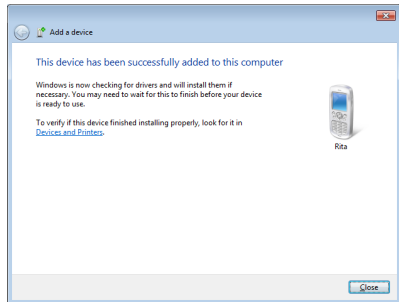 Add a device
This device has been successfully added to this computer
Windows is now checking for drivers and will install them if
necessary. You may need to wait for this to finish before your device
is ready to use.
To verify if this device finished installing properly, look for it in
Devices and Printers.
Rita
Close